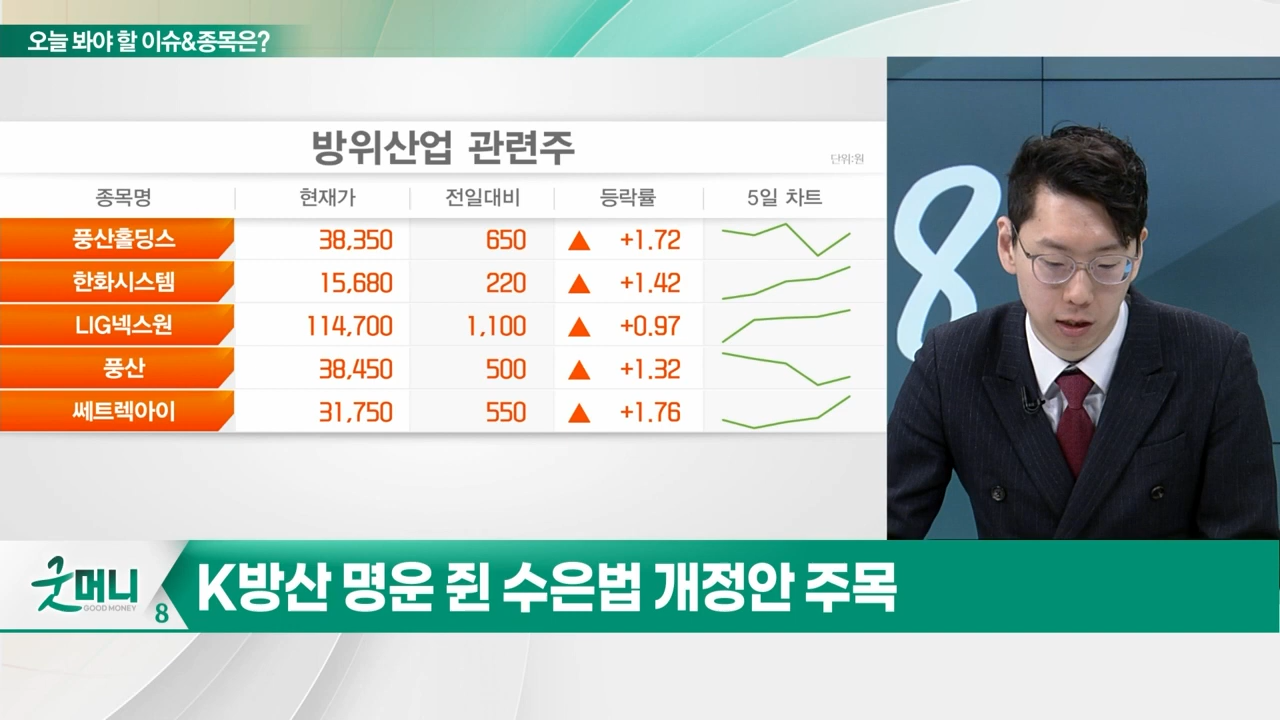 오늘 봐야 할 이슈&종목은?
방위산업 관련주
단위:원
종목명 현재가 전일대비 등락률 5일 차트
풍산홀딩스 38,350 650 ▲ +1.72
한화시스템 15,680 220 ▲ +1.42
LIG넥스원 114,700 1,100 ▲ +0.97
풍산 38,450 500 ▲ +1.32
쎄트렉아이 31,750 550 ▲ +1.76
8
굿머니
GOOD MONEY
8
K방산 명운 쥔 수은법 개정안 주목